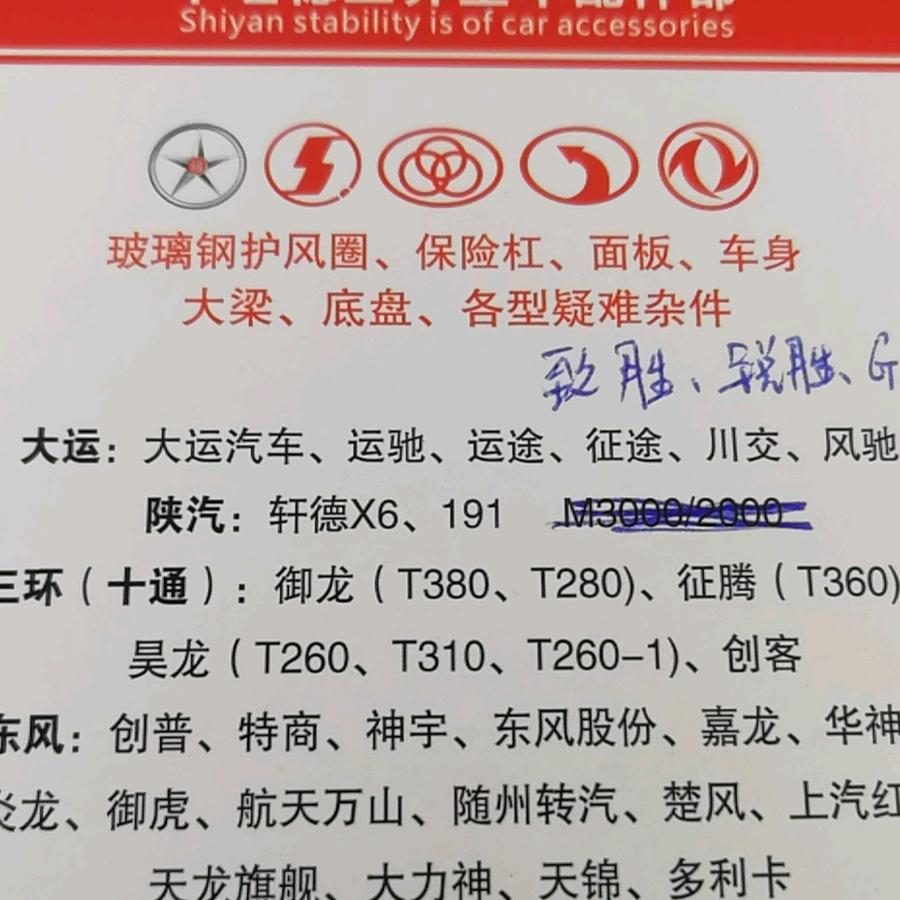 Shiyan stability is of car accessories
玻璃钢护风圈、保险杠、面板、车身
大梁、底盘、各型疑难杂件
致胜、锐胜、G
大运：大运汽车、运驰、运途、征途、川交、风驰
陕汽：轩德X6、191 M3000/2000
三环（十通）：御龙（T380、T280)、征腾（T360)
昊龙（T260、T310、T260-1)、创客
东风：创普、特商、神宇、东风股份、嘉龙、华神
炎龙、御虎、航天万山、随州转汽、楚风、上汽红
天龙旗舰、大力神、天锦、多利卡